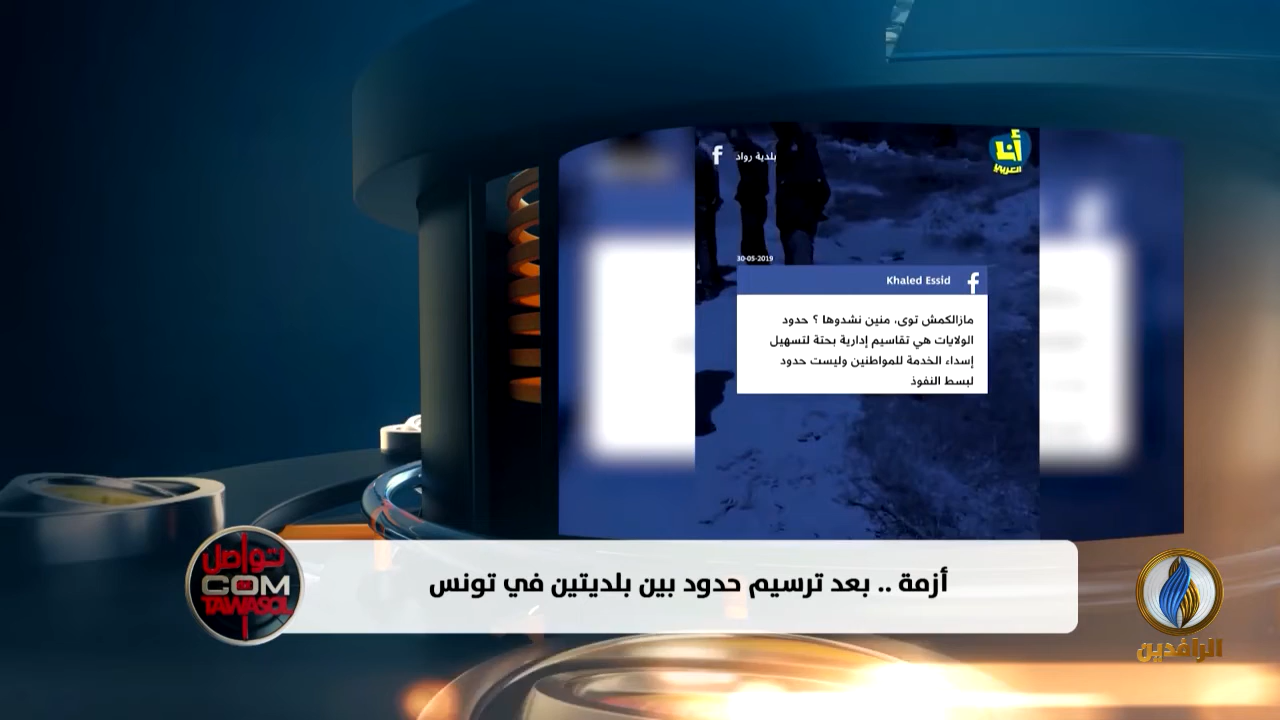 أنا
العربي
بلدية رواد
30-05-2019
Khaled Essid
مازالكمش توى، منين نشدوها ؟ حدود
الولايات هي تقاسيم إدارية بحتة لتسهيل
إسداء الخدمة للمواطنين وليست حدود
لبسط النفوذ
أزمة .. بعد ترسيم حدود بين بلديتين في تونس
تواصل
COM
TAWASOL
الرافدين